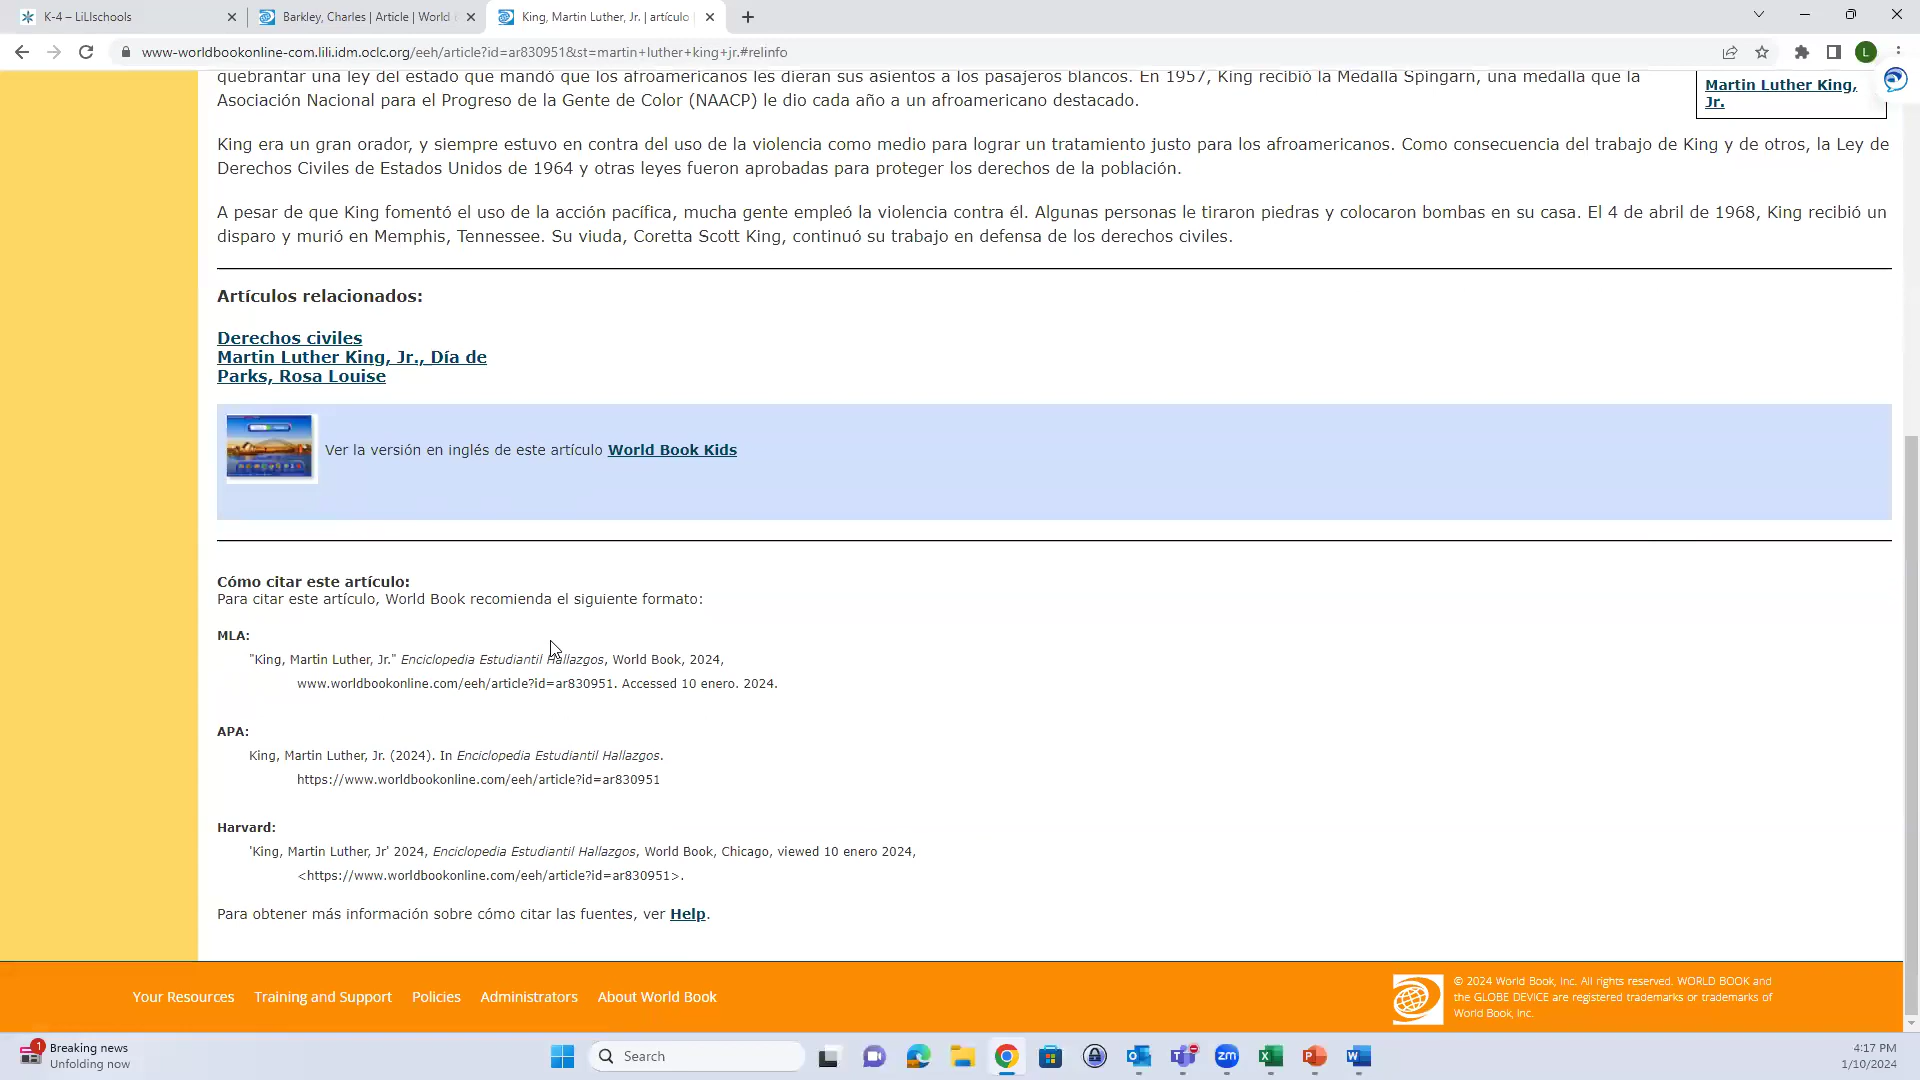 K-4 – LiLIschools
Barkley, Charles | Article | World
King, Martin Luther, Jr. | artículo
www-worldbookonline-com.lili.idm.oclc.org/eeh/article?id=ar830951&st=martin+luther+king+jr.#relinfo
L
quebrantar una ley del estado que mandó que los afroamericanos les dieran sus asientos a los pasajeros blancos. En 1957, King recibió la Medalla Spingarn, una medalla que la
Asociación Nacional para el Progreso de la Gente de Color (NAACP) le dio cada año a un afroamericano destacado.
Martin Luther King,
Jr.
King era un gran orador, y siempre estuvo en contra del uso de la violencia como medio para lograr un tratamiento justo para los afroamericanos. Como consecuencia del trabajo de King y de otros, la Ley de
Derechos Civiles de Estados Unidos de 1964 y otras leyes fueron aprobadas para proteger los derechos de la población.
A pesar de que King fomentó el uso de la acción pacífica, mucha gente empleó la violencia contra él. Algunas personas le tiraron piedras y colocaron bombas en su casa. El 4 de abril de 1968, King recibió un
disparo y murió en Memphis, Tennessee. Su viuda, Coretta Scott King, continuó su trabajo en defensa de los derechos civiles.
Artículos relacionados:
Derechos civiles
Martin Luther King, Jr., Día de
Parks, Rosa Louise
Ver la versión en inglés de este artículo World Book Kids
Cómo citar este artículo:
Para citar este artículo, World Book recomienda el siguiente formato:
MLA:
"King, Martin Luther, Jr." Enciclopedia Estudiantil Hallazgos, World Book, 2024,
www.worldbookonline.com/eeh/article?id=ar830951. Accessed 10 enero. 2024.
APA:
King, Martin Luther, Jr. (2024). In Enciclopedia Estudiantil Hallazgos.
https://www.worldbookonline.com/eeh/article?id=ar830951
Harvard:
'King, Martin Luther, Jr' 2024, Enciclopedia Estudiantil Hallazgos, World Book, Chicago, viewed 10 enero 2024,
<https://www.worldbookonline.com/eeh/article?id=ar830951>.
Para obtener más información sobre cómo citar las fuentes, ver Help.
Your Resources Training and Support Policies Administrators About World Book
© 2024 World Book, Inc. All rights reserved. WORLD BOOK and
the GLOBE DEVICE are registered trademarks or trademarks of
World Book, Inc.
1
Breaking news
Unfolding now
Search
zm
4:17 PM
1/10/2024